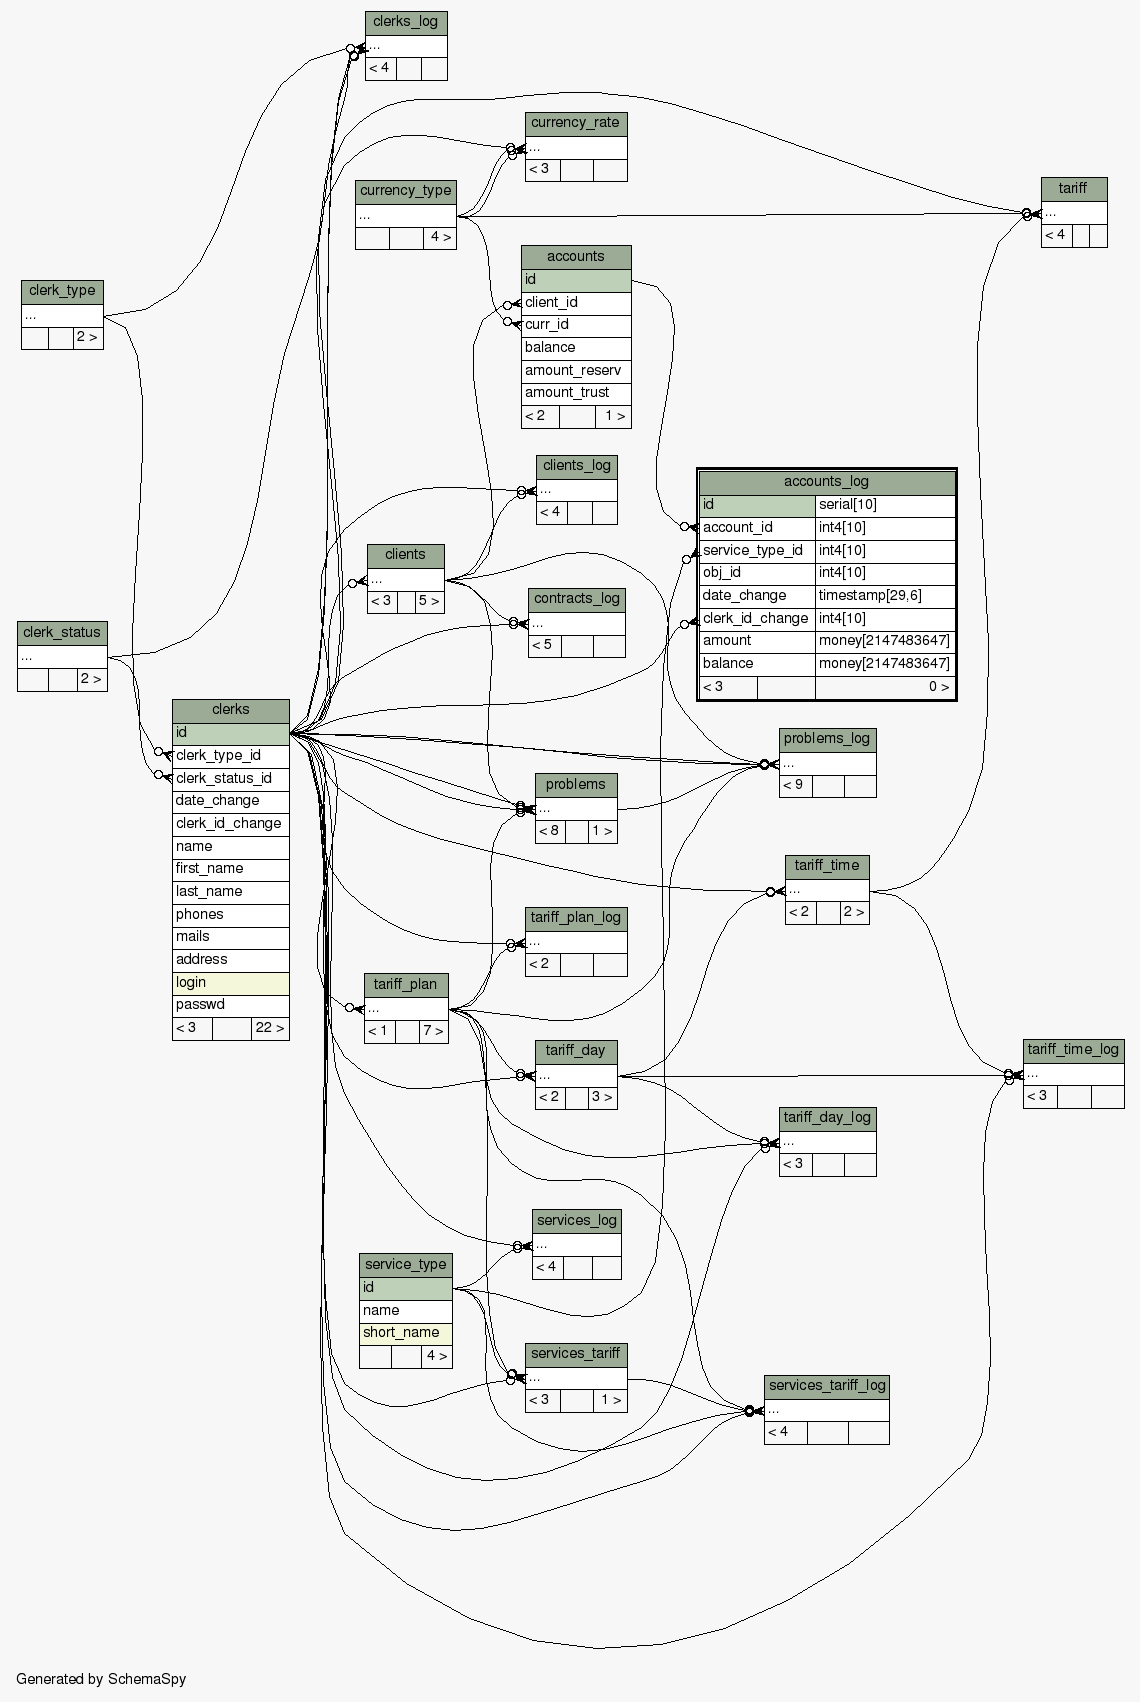 clerks_log
...
< 4
currency_rate
...
< 3
currency_type
...
4 >
tariff
...
< 4
accounts
id
client_id
curr_id
balance
amount_reserv
amount_trust
< 2 1 >
clerk_type
...
2 >
clients_log
...
< 4
accounts_log
id serial[10]
account_id int4[10]
service_type_id int4[10]
obj_id int4[10]
date_change timestamp[29,6]
clerk_id_change int4[10]
amount money[2147483647]
balance money[2147483647]
< 3 0 >
clients
...
< 3 5 >
contracts_log
...
< 5
clerk_status
...
2 >
clerks
id
clerk_type_id
clerk_status_id
date_change
clerk_id_change
name
first_name
last_name
phones
mails
address
login
passwd
< 3 22 >
problems_log
...
< 9
problems
...
< 8 1 >
tariff_time
...
< 2 2 >
tariff_plan_log
...
< 2
tariff_plan
...
< 1 7 >
tariff_day
...
< 2 3 >
tariff_time_log
...
< 3
tariff_day_log
...
< 3
services_log
...
< 4
service_type
id
name
short_name
4 >
services_tariff
...
< 3 1 >
services_tariff_log
...
< 4
Generated by SchemaSpy